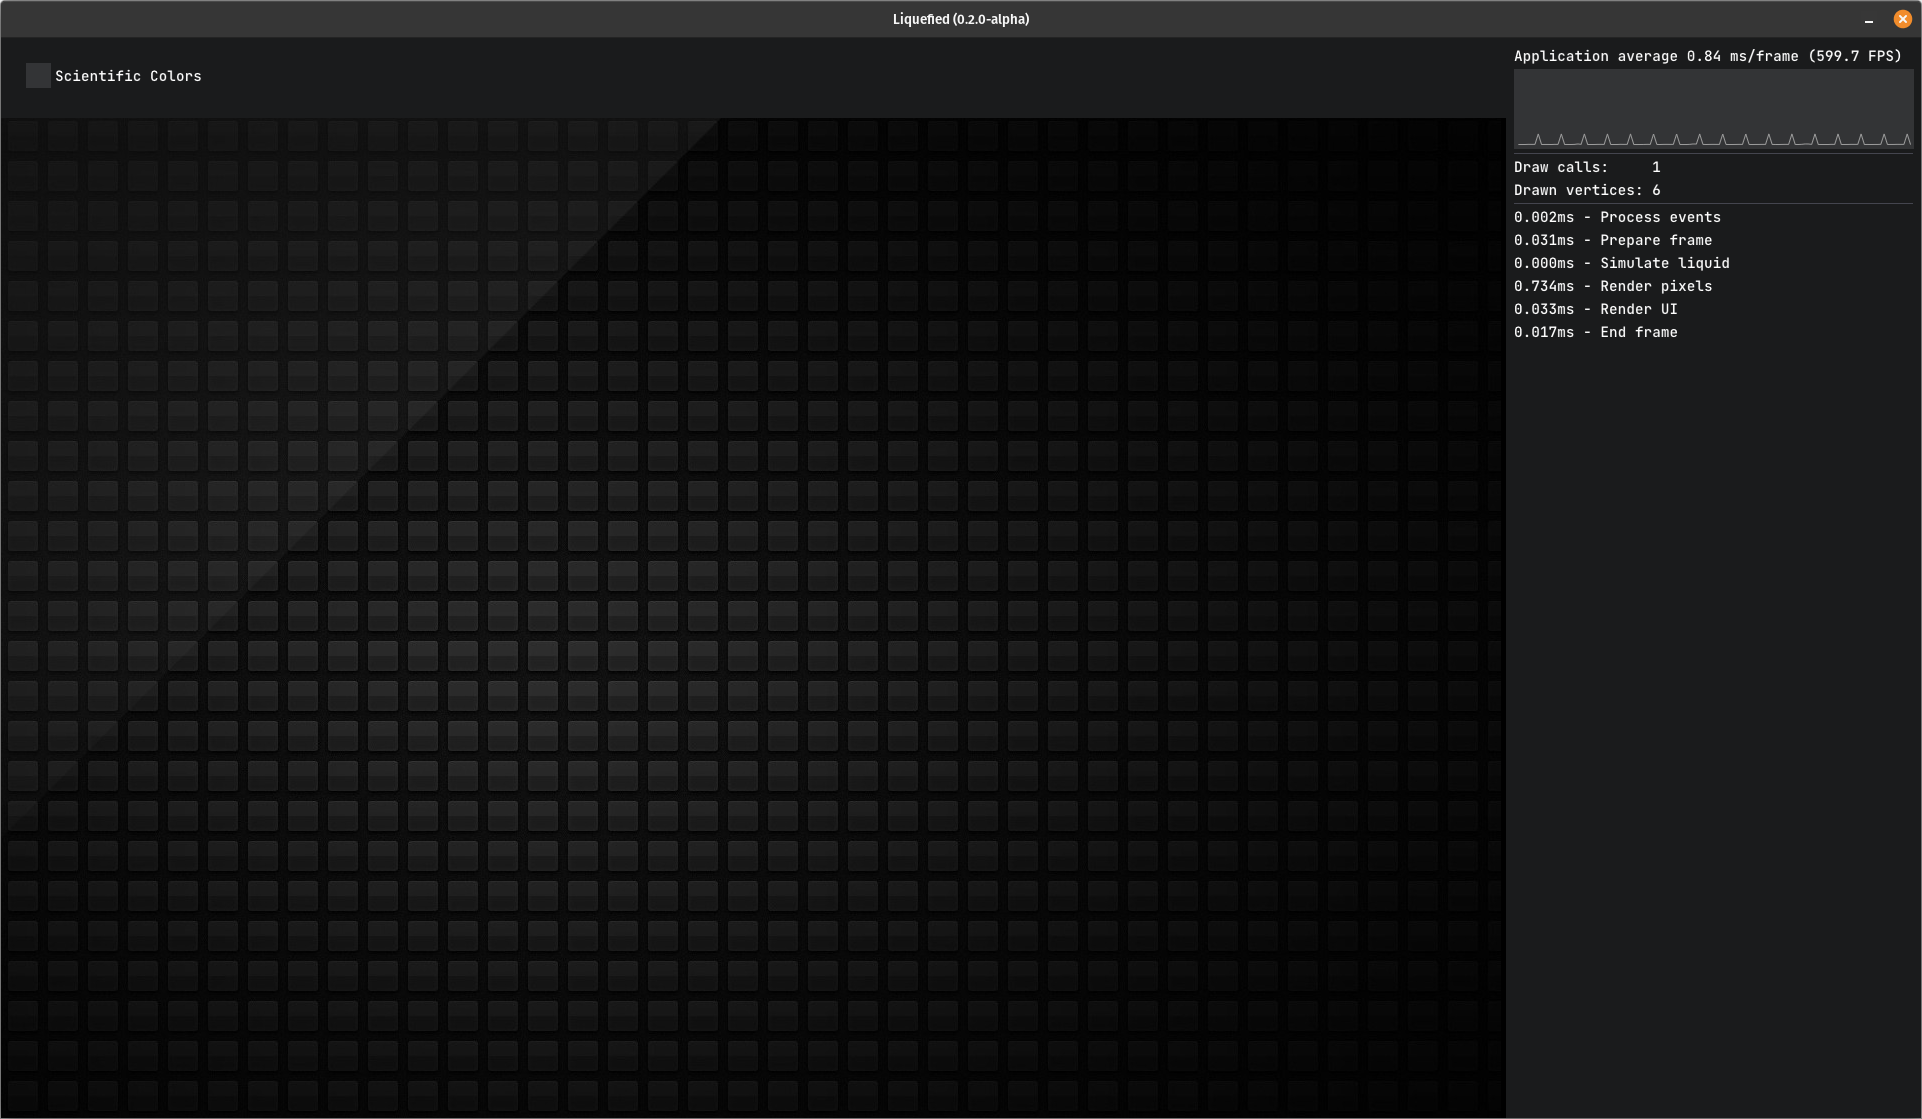 Liquefied (0.2.0-alpha)
Scientific Colors
Application average 0.84 ms/frame (599.7 FPS)
Draw calls:     1
Drawn vertices: 6
0.002ms - Process events
0.031ms - Prepare frame
0.000ms - Simulate liquid
0.734ms - Render pixels
0.033ms - Render UI
0.017ms - End frame